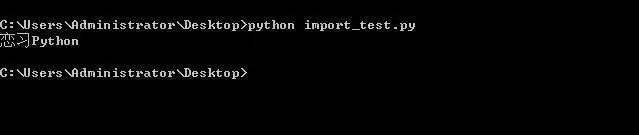 C:\Users\Administrator\Desktop>python import_test.py
恋习Python
C:\Users\Administrator\Desktop>